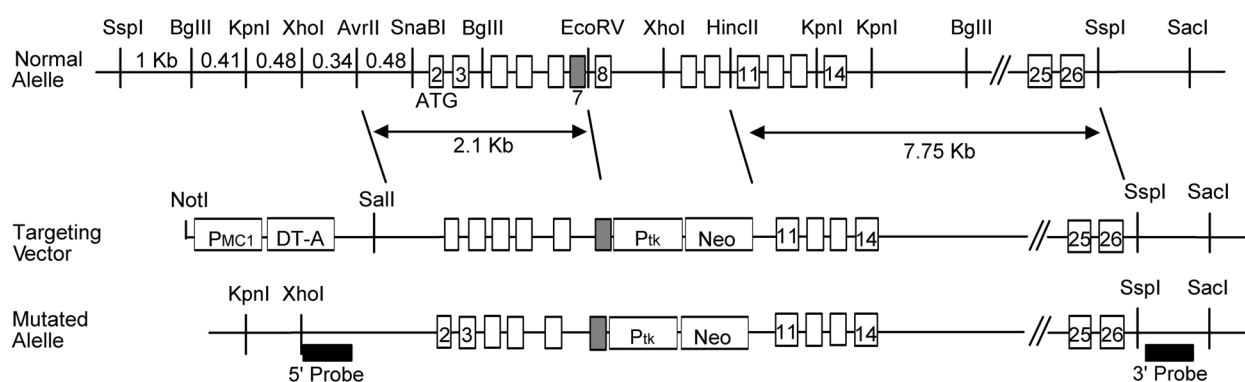 SspI BglII KpnI XhoI AvrII SnaBI BglII EcoRV XhoI HincII KpnI KpnI BglII SspI SacI
Normal Alelle
1 Kb 0.41 0.48 0.34 0.48 2 3 8 11 14 25 26
ATG 7
2.1 Kb 7.75 Kb
NotI SalI SspI SacI
Targeting Vector
PMC1 DT-A Ptk Neo 11 14 25 26
KpnI XhoI SspI SacI
Mutated Alelle
2 3 Ptk Neo 11 14 25 26
5' Probe 3' Probe